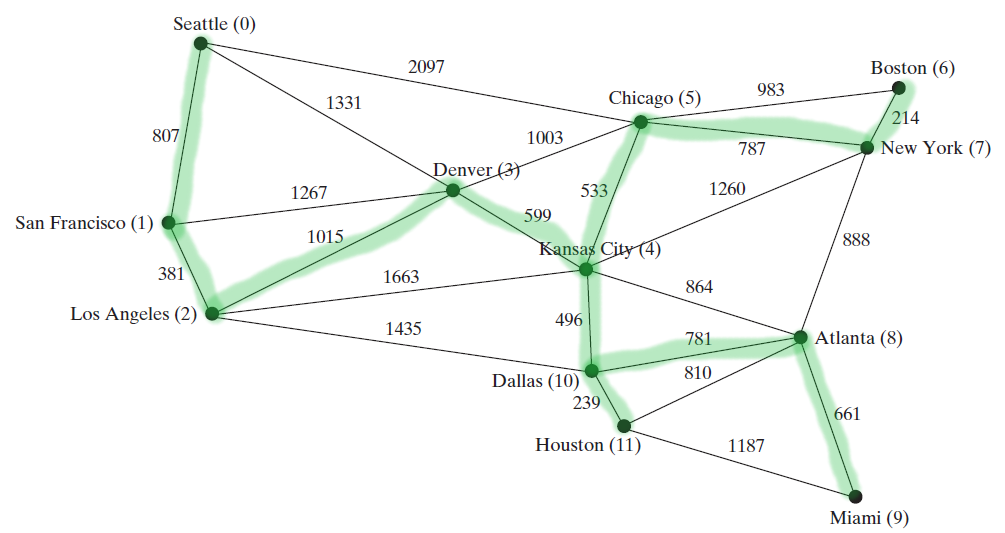 Seattle (0)
2097
Boston (6)
983
Chicago (5)
1331
214
807
1003
787
New York (7)
Denver (3)
1267
533
1260
599
San Francisco (1)
1015
Kansas City (4)
888
381
1663
864
Los Angeles (2)
496
1435
781
Atlanta (8)
810
Dallas (10)
239
661
Houston (11)
1187
Miami (9)